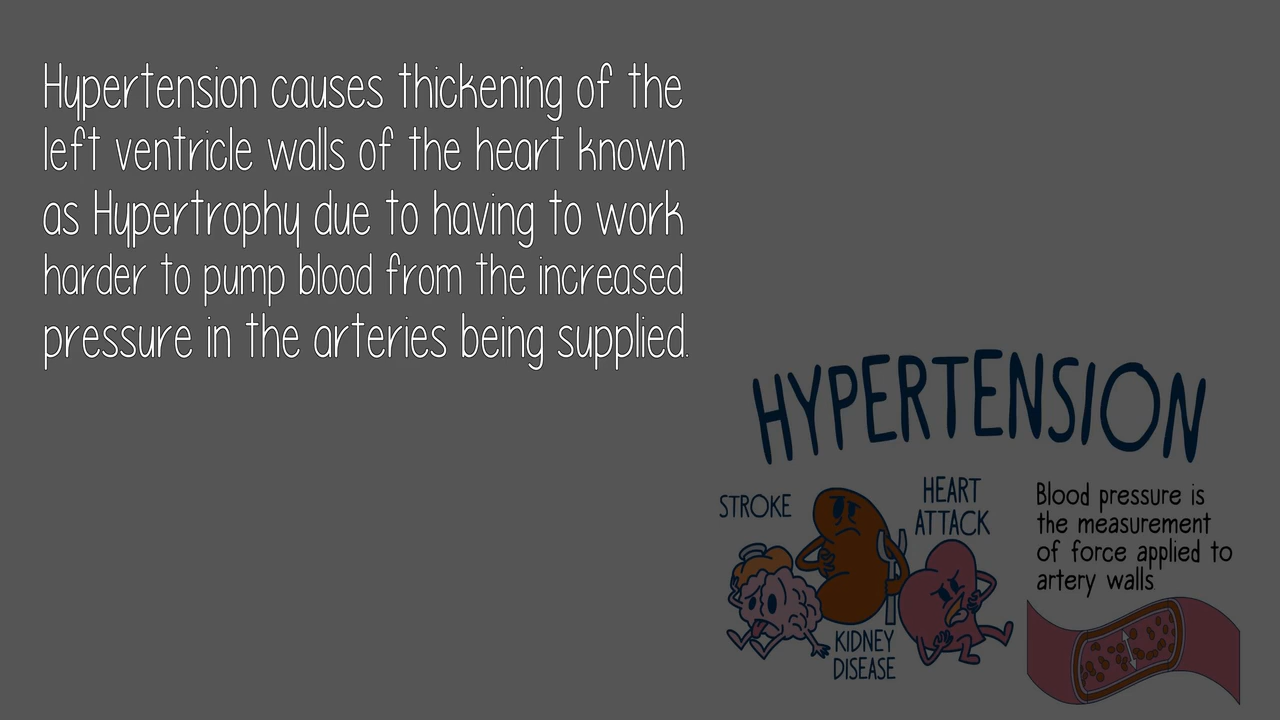 Hypertension causes thickening of the
left ventricle walls of the heart known
as Hypertrophy due to having to work
harder to pump blood from the increased
pressure in the arteries being supplied.
HYPERTENSION
STROKE
HEART
ATTACK
KIDNEY
DISEASE
Blood pressure is
the measurement
of force applied to
artery walls